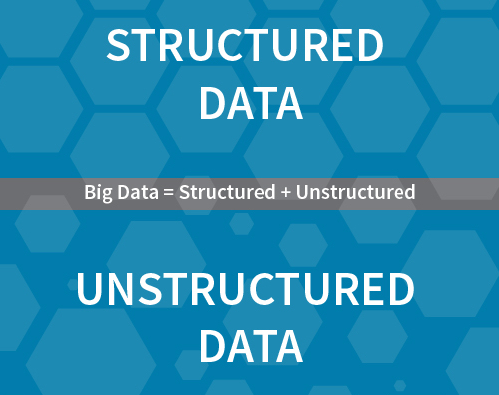 STRUCTURED
DATA
Big Data = Structured + Unstructured
UNSTRUCTURED
DATA